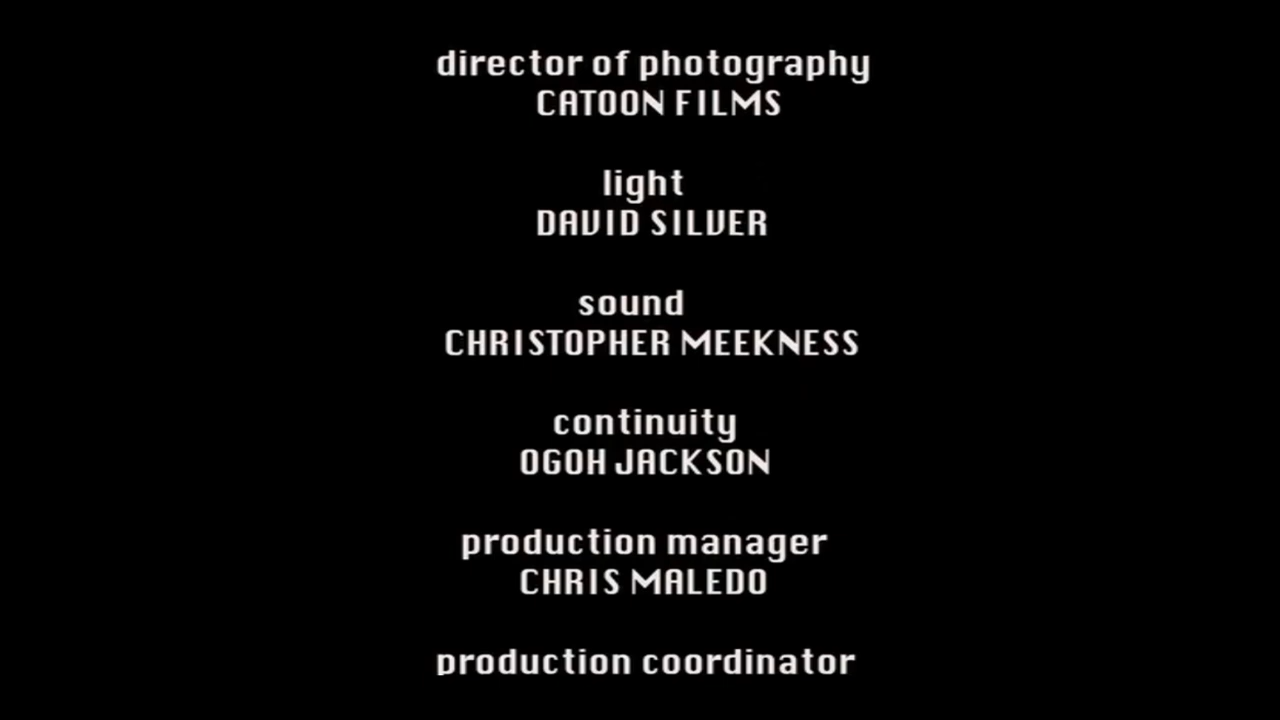 director of photography
CATOON FILMS
light
DAVID SILVER
sound
CHRISTOPHER MEEKNESS
continuity
OGOH JACKSON
production manager
CHRIS MALEDO
production coordinator